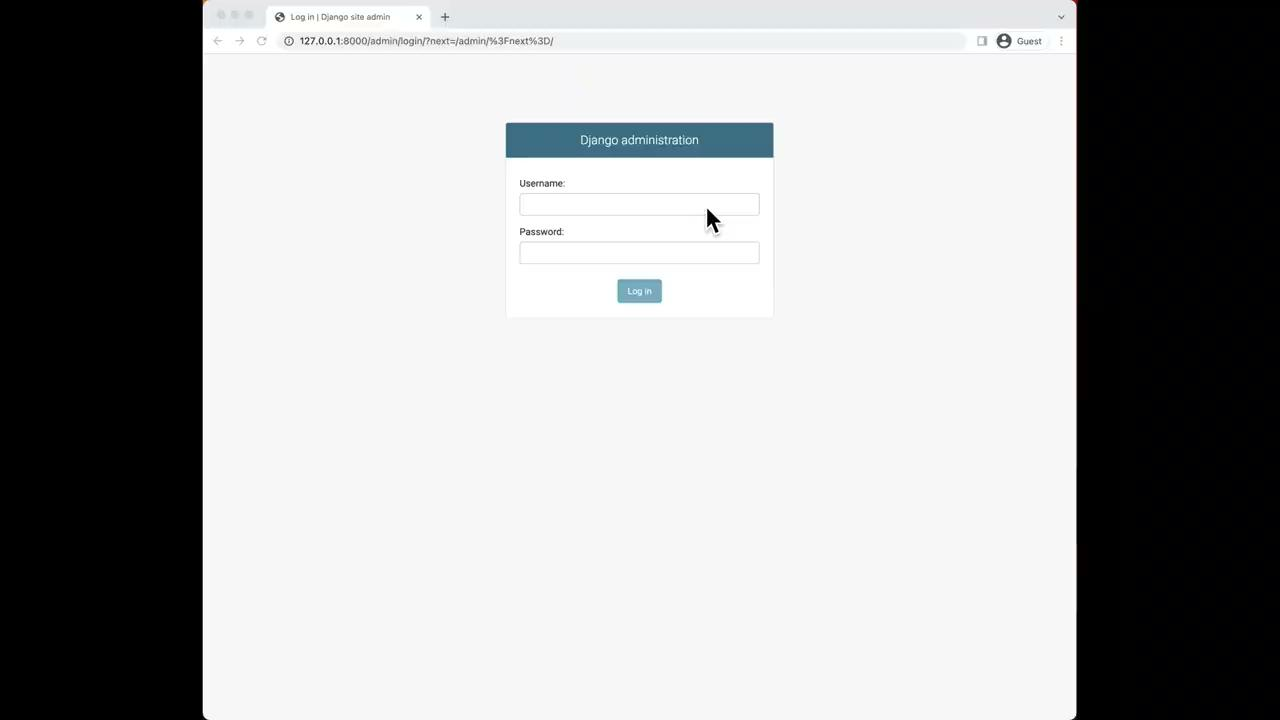 Log in | Django site admin
127.0.0.1:8000/admin/login/?next=/admin/%3Fnext%3D/
Guest
Django administration
Username:
Password:
Log in